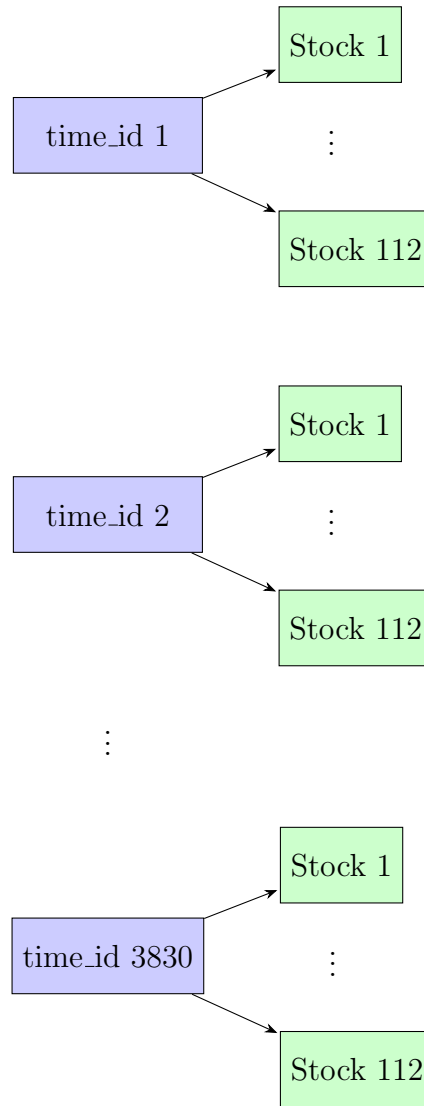 Stock 1
time_id 1
⋮
Stock 112
Stock 1
time_id 2
⋮
Stock 112
⋮
Stock 1
time_id 3830
⋮
Stock 112